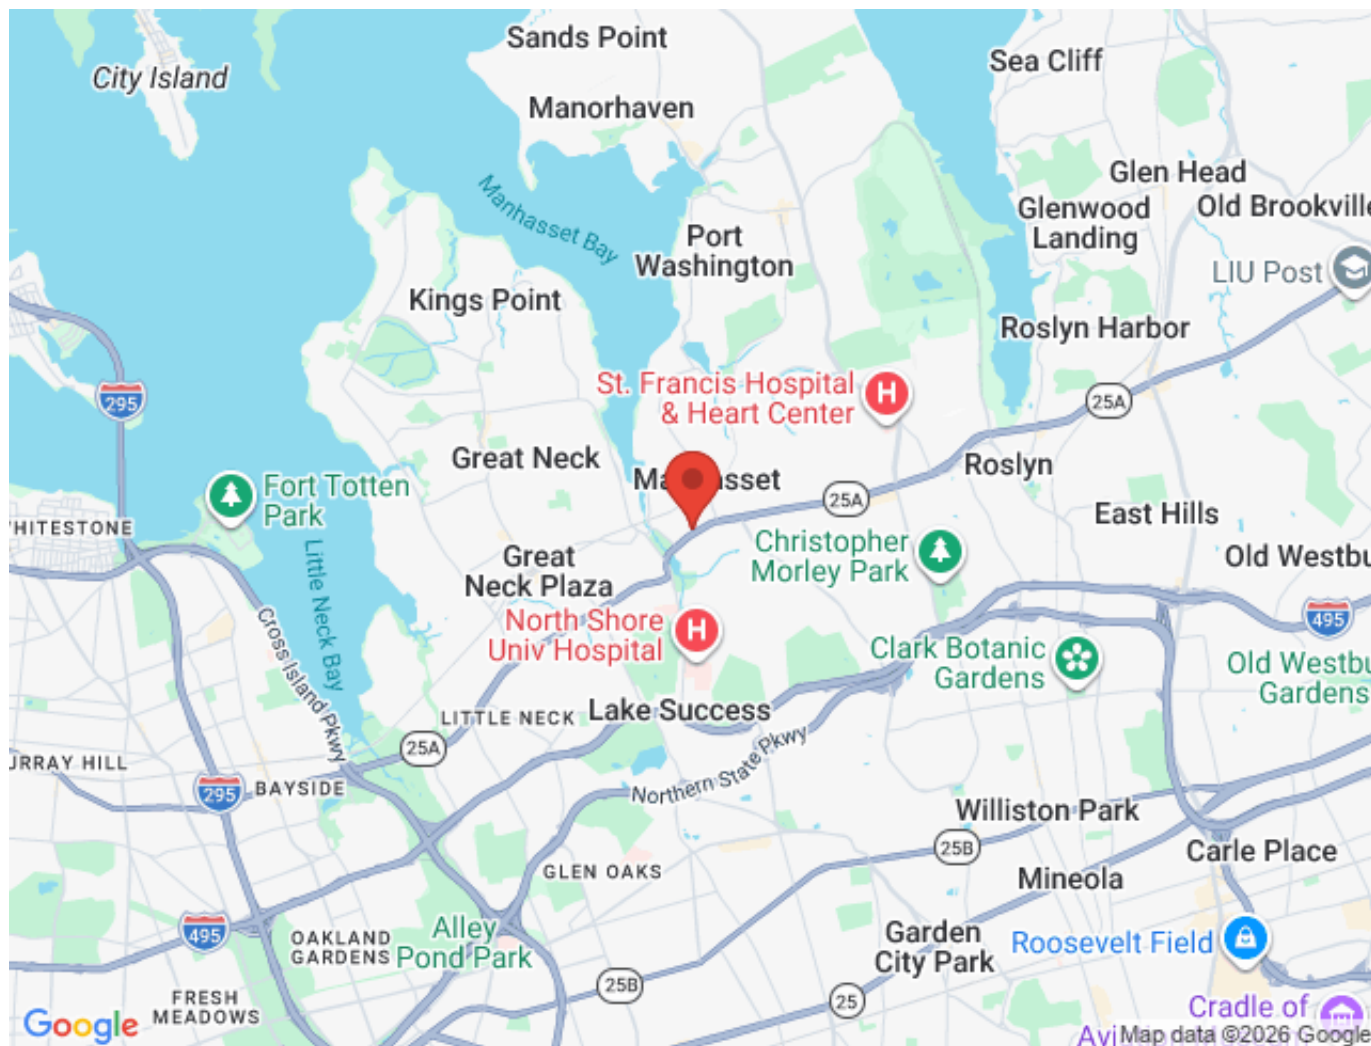 Sands Point
City Island
Sea Cliff
Manorhaven
Glen Head
Manhasset Bay
Glenwood
Landing
Old Brookville
Port
Washington
LIU Post
Kings Point
Roslyn Harbor
295
St. Francis Hospital
& Heart Center
H
25A
Great Neck
Ma asset
Roslyn
25A
Fort Totten
Park
East Hills
WHITESTONE
Christopher
Morley Park
Great
Neck Plaza
Old Westbu
Little Neck Bay
North Shore
Univ Hospital
H
495
Cross Island Pkwy
Clark Botanic
Gardens
Old Westbu
Gardens
LITTLE NECK
Lake Success
25A
Northern State Pkwy
URRAY HILL
295
BAYSIDE
Williston Park
25B
Carle Place
GLEN OAKS
Mineola
495
OAKLAND
GARDENS
Alley
Pond Park
Garden
City Park
Roosevelt Field
25B
25
FRESH
MEADOWS
Cradle of
Avi
Google
Map data ©2026 Google